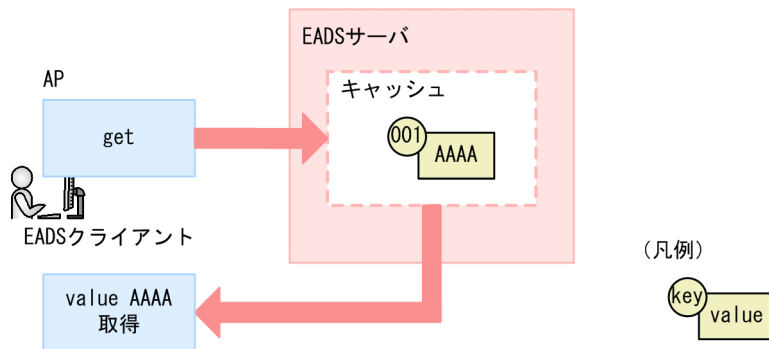 EADSサーバ
AP
キャッシュ
get
001
AAAA
EADSクライアント
value AAAA
取得
(凡例)
key
value